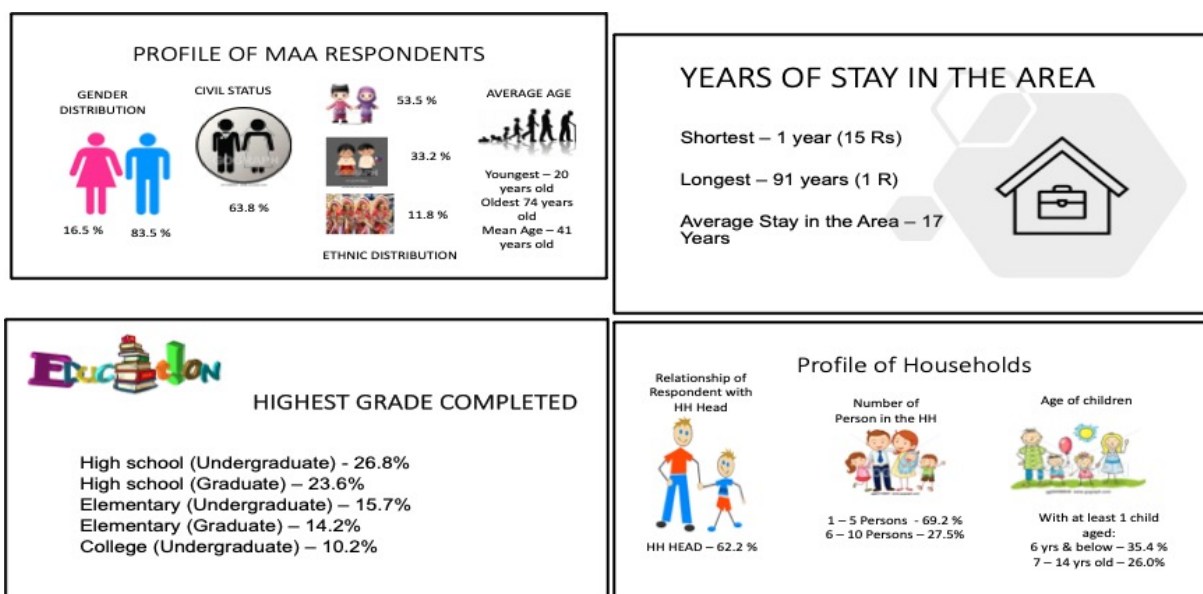 PROFILE OF MAA RESPONDENTS
GENDER
DISTRIBUTION
16.5 %
83.5 %
CIVIL STATUS
GOGRAPH
63.8 %
53.5 %
33.2 %
11.8 %
ETHNIC DISTRIBUTION
AVERAGE AGE
Youngest – 20
years old
Oldest 74 years
old
Mean Age – 41
years old
YEARS OF STAY IN THE AREA
Shortest – 1 year (15 Rs)
Longest – 91 years (1 R)
Average Stay in the Area – 17
Years
EDUCATION
HIGHEST GRADE COMPLETED
High school (Undergraduate) - 26.8%
High school (Graduate) – 23.6%
Elementary (Undergraduate) – 15.7%
Elementary (Graduate) – 14.2%
College (Undergraduate) – 10.2%
Profile of Households
Relationship of
Respondent with
HH Head
HH HEAD – 62.2 %
Number of
Person in the HH
1 – 5 Persons - 69.2 %
6 – 10 Persons – 27.5%
Age of children
With at least 1 child
aged:
6 yrs & below – 35.4 %
7 – 14 yrs old – 26.0%